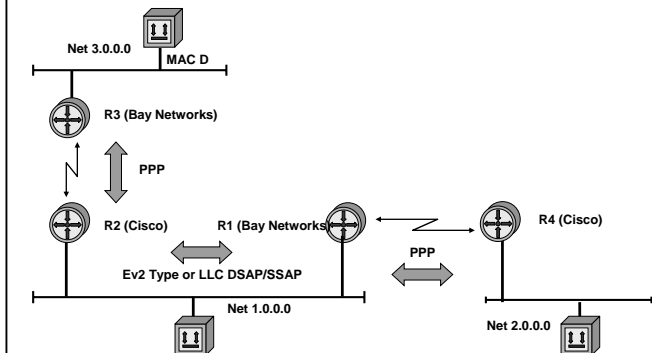 Net 3.0.0.0
MAC D
R3 (Bay Networks)
PPP
R2 (Cisco)
R1 (Bay Networks)
R4 (Cisco)
PPP
Ev2 Type or LLC DSAP/SSAP
Net 1.0.0.0
Net 2.0.0.0